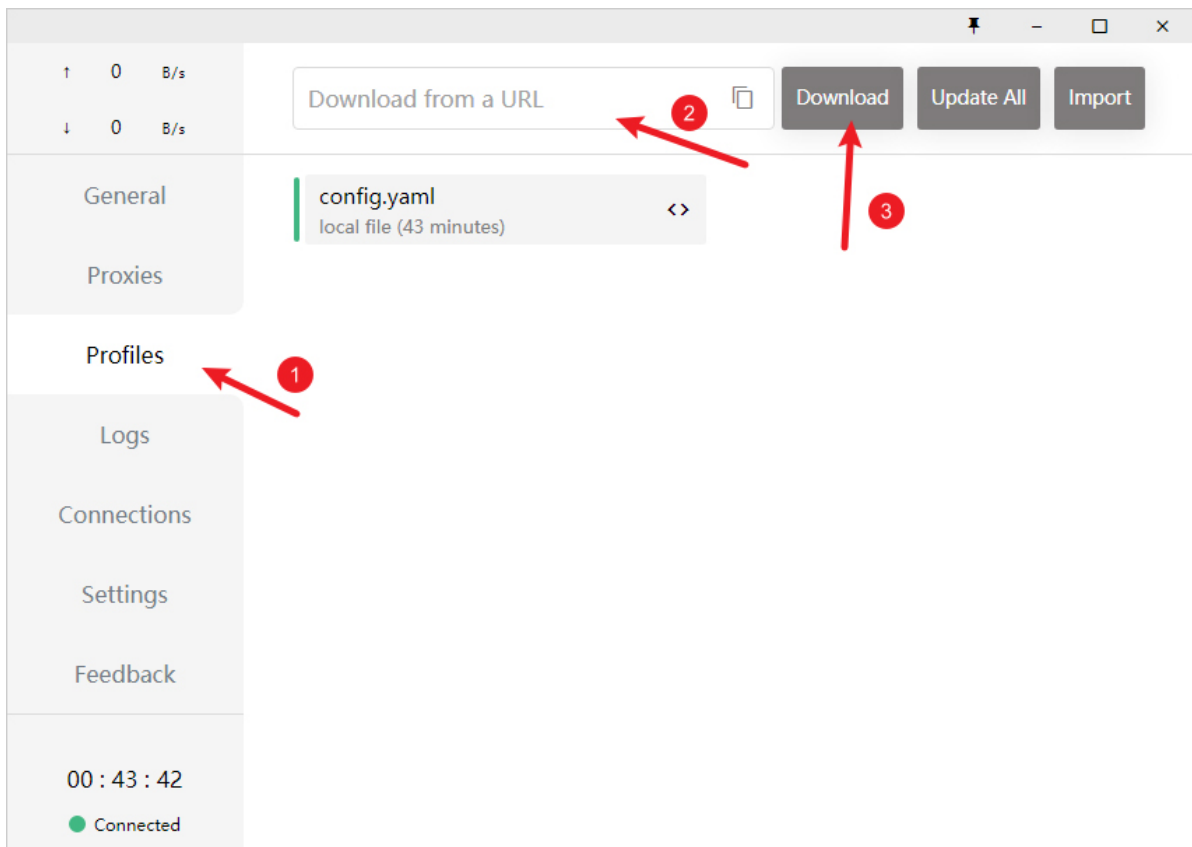 ↑ 0 B/s
↓ 0 B/s
Download from a URL
2
Download
Update All
Import
3
General
Proxies
Profiles
1
Logs
Connections
Settings
Feedback
config.yaml
local file (43 minutes)
<>
00 : 43 : 42
Connected